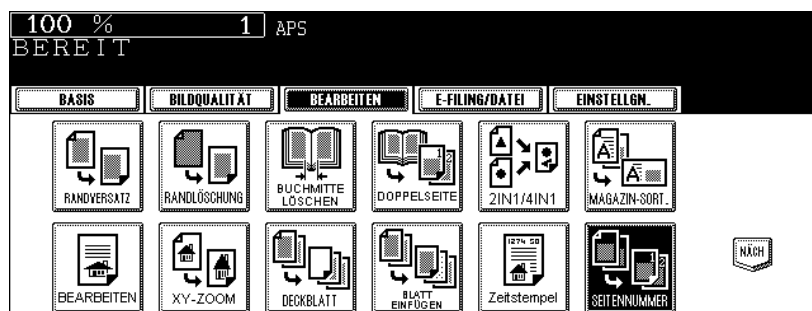 100 % 1 APS
BEREIT
BASIS BILDQUALITÄT BEARBEITEN E-FILING/DATEI EINSTELLGN.
RANDVERSATZ RANDLÖSCHUNG BUCHMITTE LÖSCHEN DOPPELSEITE 2IN1/4IN1 MAGAZIN-SORT.
BEARBEITEN XY-ZOOM DECKBLATT BLATT EINFÜGEN Zeitstempel SEITENNUMMER NÄCH